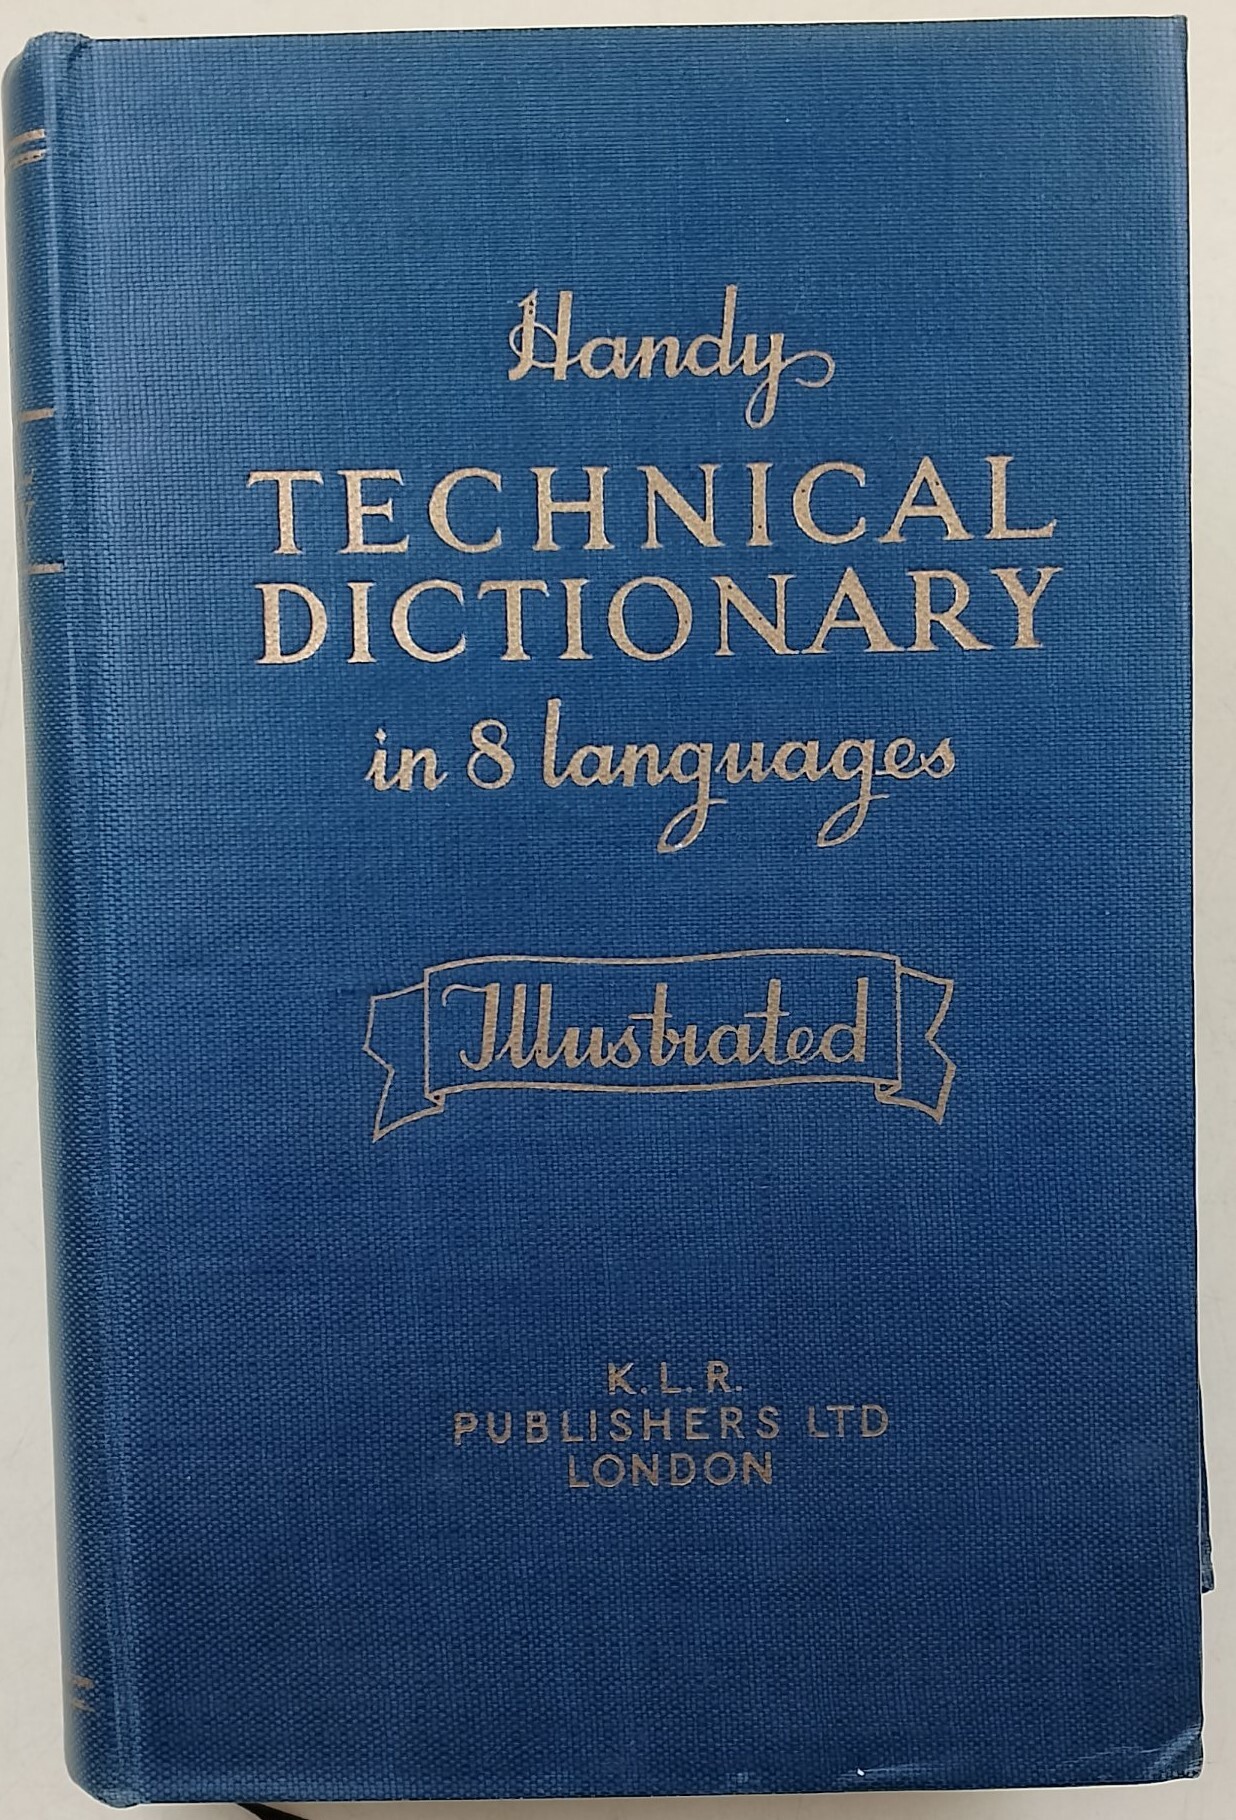 Handy
TECHNICAL
DICTIONARY
in 8 languages
Illustrated
K. L. R.
PUBLISHERS LTD
LONDON